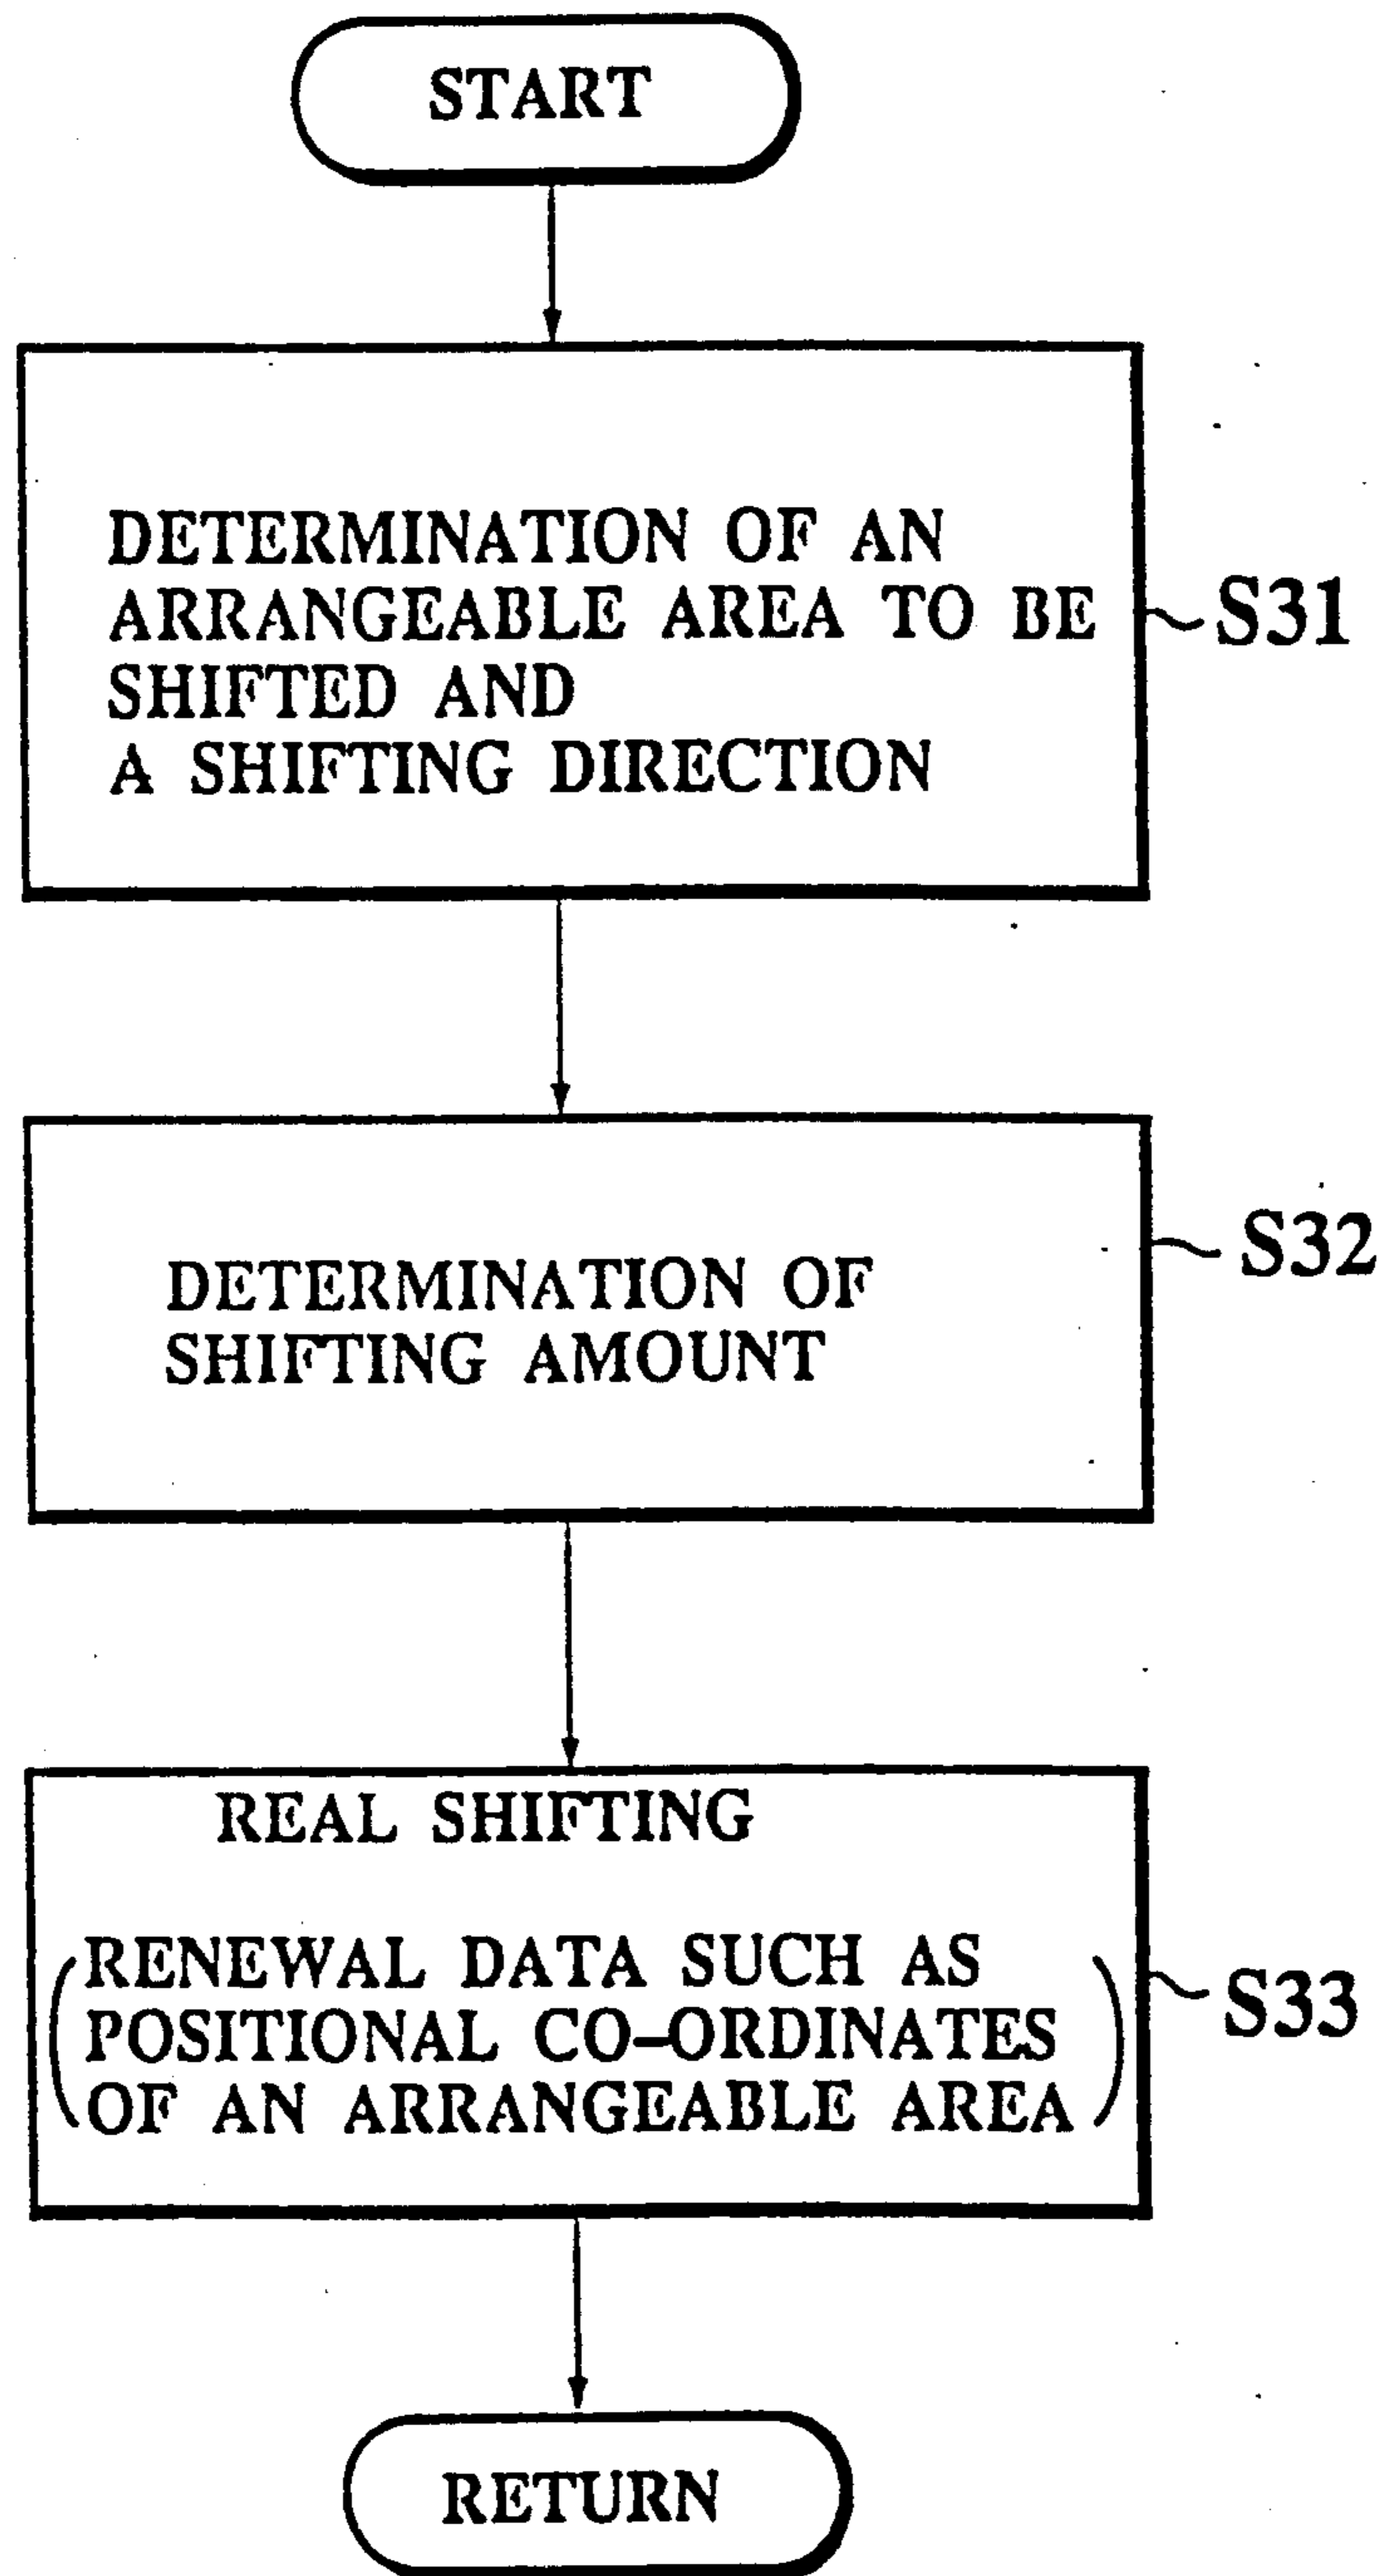 START
DETERMINATION OF AN
ARRANGEABLE AREA TO BE
SHIFTED AND
A SHIFTING DIRECTION
S31
DETERMINATION OF
SHIFTING AMOUNT
S32
REAL SHIFTING
(RENEWAL DATA SUCH AS
POSITIONAL CO-ORDINATES
OF AN ARRANGEABLE AREA)
S33
RETURN